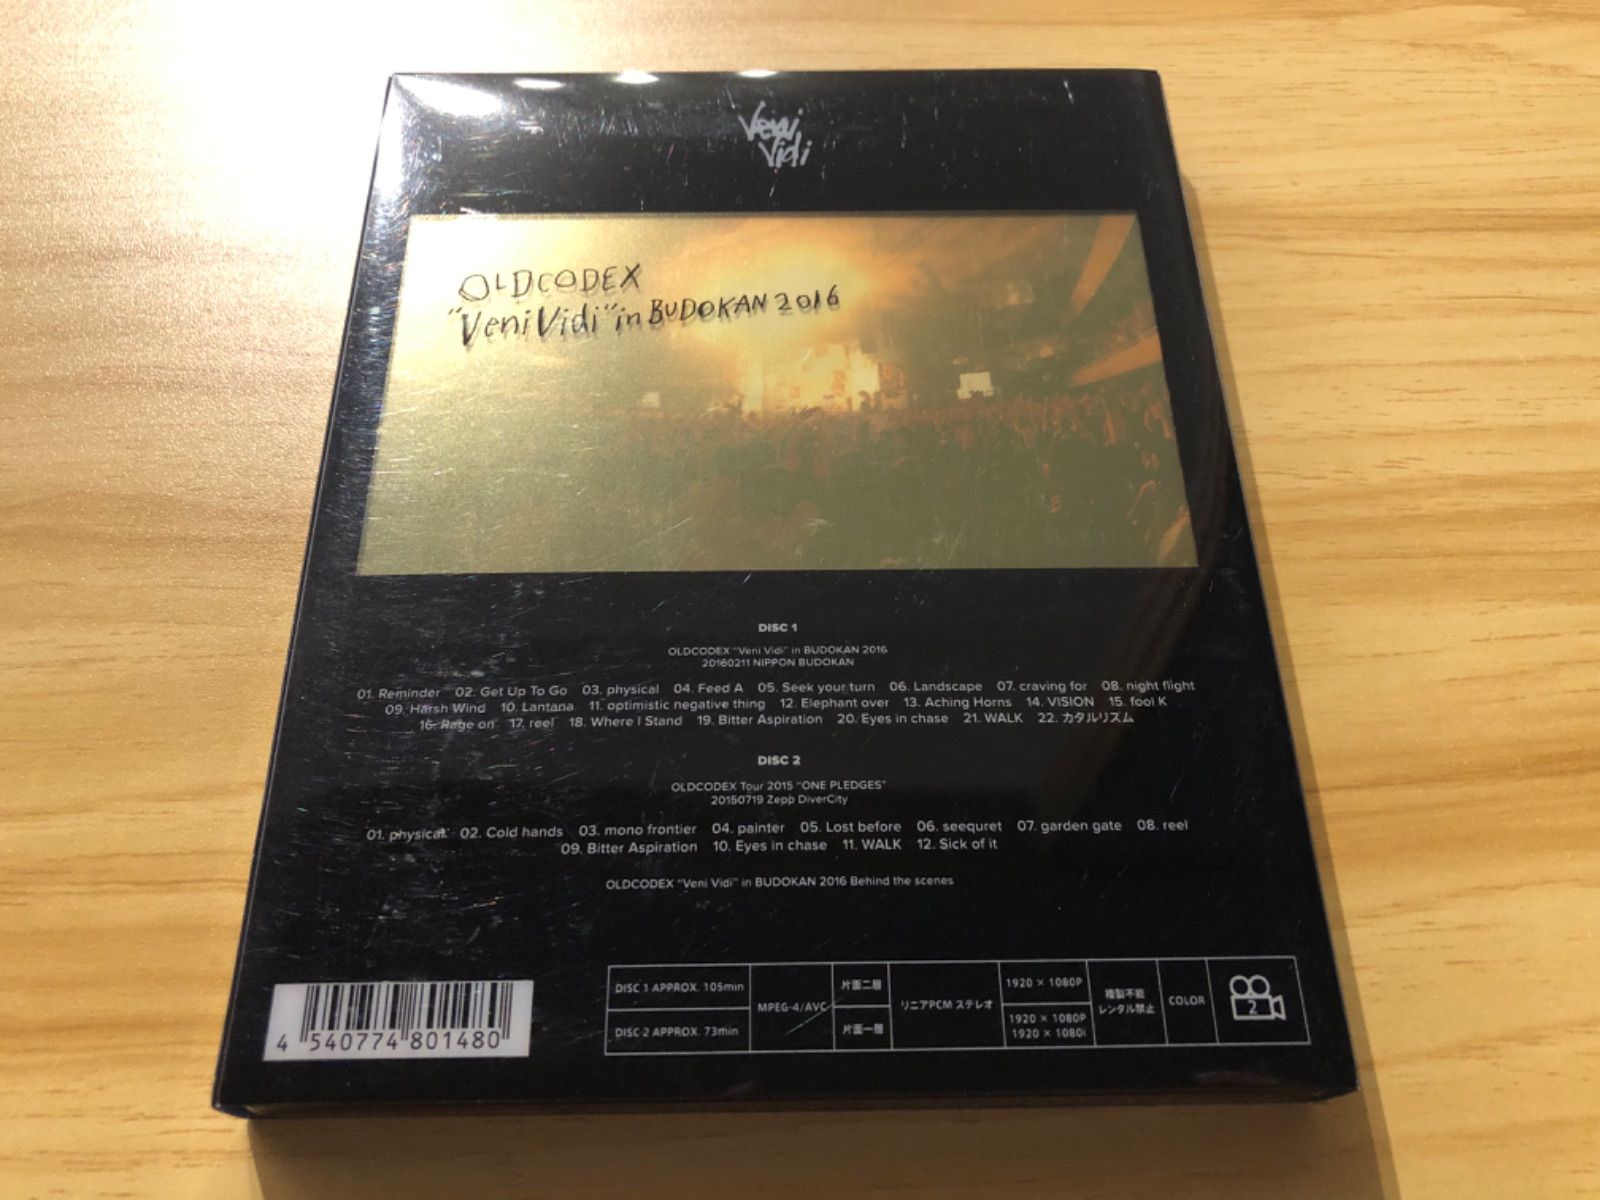 Veni
Vidi
OLDCODEX
"Veni Vidi" in BUDOKAN 2016
DISC 1
OLDCODEX "Veni Vidi" in BUDOKAN 2016
20160211 NIPPON BUDOKAN
01. Reminder 02. Get Up To Go 03. physical 04. Feed A 05. Seek your turn 06. Landscape 07. craving for 08. night flight
09. Harsh Wind 10. Lantana 11. optimistic negative thing 12. Elephant over 13. Aching Horns 14. VISION 15. fool K
16. Rage on 17. reel 18. Where I Stand 19. Bitter Aspiration 20. Eyes in chase 21. WALK 22. カタルリズム
DISC 2
OLDCODEX Tour 2015 "ONE PLEDGES"
20150719 Zepp DiverCity
01. physical 02. Cold hands 03. mono frontier 04. painter 05. Lost before 06. seequret 07. garden gate 08. reel
09. Bitter Aspiration 10. Eyes in chase 11. WALK 12. Sick of it
OLDCODEX "Veni Vidi" in BUDOKAN 2016 Behind the scenes
DISC 1 APPROX. 105min
DISC 2 APPROX. 73min
MPEG-4/AVC
片面二層
片面一層
リニアPCM ステレオ
1920 × 1080P
1920 × 1080P
1920 × 1080i
複製不能
レンタル禁止
COLOR
2
4 540774 801480